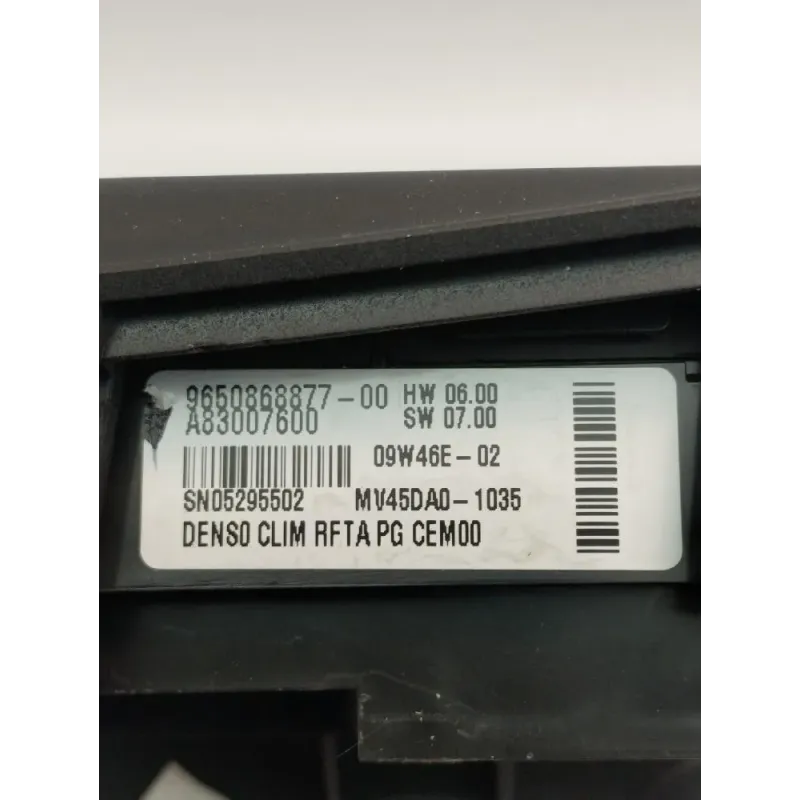 9650868877-00 HW 06.00
A83007600 SW 07.00
09W46E-02
SN05295502 MV45DA0-1035
DENSO CLIM RFTA PG CEM00